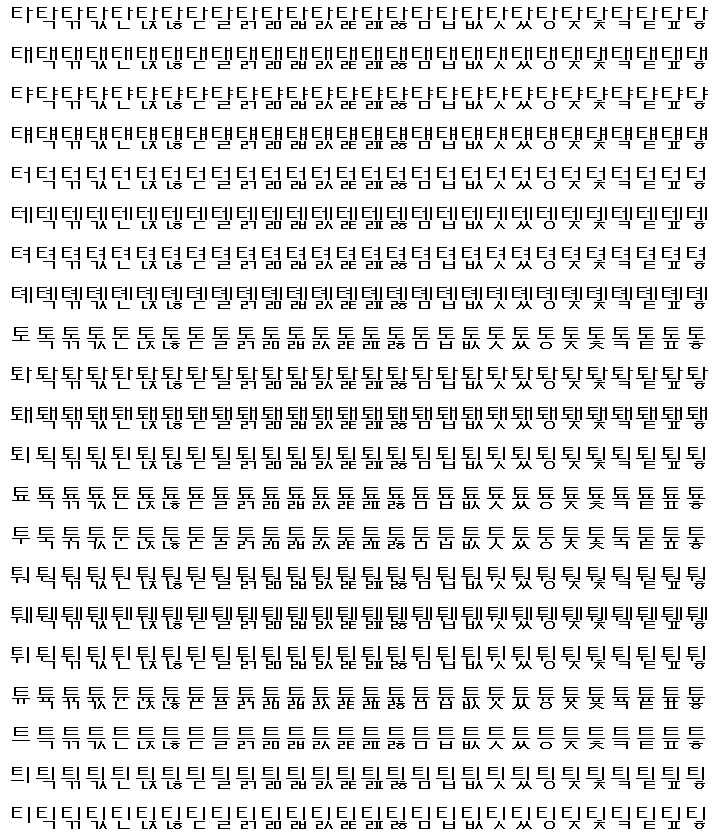 타탁탂탃탄탅탆탇탈탉탊탋탌탍탎탏탐탑탒탓탔탕탖탗탘탙탚탛
태택탞탟탠탡탢탣탤탥탦탧탨탩탪탫탬탭탮탯탰탱탲탳탴탵탶탷
탸탹탺탻탼탽탾탿턀턁턂턃턄턅턆턇턈턉턊턋턌턍턎턏턐턑턒턓
턔턕턖턗턘턙턚턛턜턝턞턟턠턡턢턣턤턥턦턧턨턩턪턫턬턭턮턯
터턱턲턳턴턵턶턷털턹턺턻턼턽턾턿텀텁텂텃텄텅텆텇텈텉텊텋
테텍텎텏텐텑텒텓텔텕텖텗텘텙텚텛템텝텞텟텠텡텢텣텤텥텦텧
텨텩텪텫텬텭텮텯텰텱텲텳텴텵텶텷텸텹텺텻텼텽텾텿톀톁톂톃
톄톅톆톇톈톉톊톋톌톍톎톏톐톑톒톓톔톕톖톗톘톙톚톛톜톝톞톟
토톡톢톣톤톥톦톧톨톩톪톫톬톭톮톯톰톱톲톳톴통톶톷톸톹톺톻
톼톽톾톿퇀퇁퇂퇃퇄퇅퇆퇇퇈퇉퇊퇋퇌퇍퇎퇏퇐퇑퇒퇓퇔퇕퇖퇗
퇘퇙퇚퇛퇜퇝퇞퇟퇠퇡퇢퇣퇤퇥퇦퇧퇨퇩퇪퇫퇬퇭퇮퇯퇰퇱퇲퇳
퇴퇵퇶퇷퇸퇹퇺퇻퇼퇽퇾퇿툀툁툂툃툄툅툆툇툈툉툊툋툌툍툎툏
툐툑툒툓툔툕툖툗툘툙툚툛툜툝툞툟툠툡툢툣툤툥툦툧툨툩툪툫
투툭툮툯툰툱툲툳툴툵툶툷툸툹툺툻툼툽툾툿퉀퉁퉂퉃퉄퉅퉆퉇
퉈퉉퉊퉋퉌퉍퉎퉏퉐퉑퉒퉓퉔퉕퉖퉗퉘퉙퉚퉛퉜퉝퉞퉟퉠퉡퉢퉣
퉤퉥퉦퉧퉨퉩퉪퉫퉬퉭퉮퉯퉰퉱퉲퉳퉴퉵퉶퉷퉸퉹퉺퉻퉼퉽퉾퉿
튀튁튂튃튄튅튆튇튈튉튊튋튌튍튎튏튐튑튒튓튔튕튖튗튘튙튚튛
튜튝튞튟튠튡튢튣튤튥튦튧튨튩튪튫튬튭튮튯튰튱튲튳튴튵튶튷
트특튺튻튼튽튾튿틀틁틂틃틄틅틆틇틈틉틊틋틌틍틎틏틐틑틒틓
틔틕틖틗틘틙틚틛틜틝틞틟틠틡틢틣틤틥틦틧틨틩틪틫틬틭틮틯
티틱틲틳틴틵틶틷틸틹틺틻틼틽틾틿팀팁팂팃팄팅팆팇팈팉팊팋